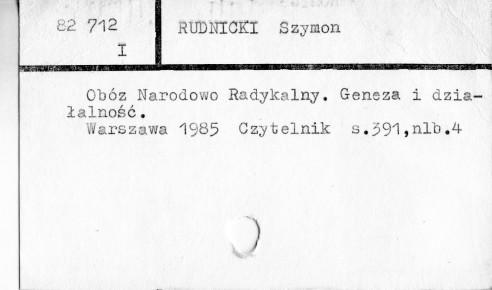 82 712
I
RUDNICKI Szymon
Obóz Narodowo Radykalny. Geneza i dzia-
łalność.
Warszawa 1985 Czytelnik s.391,nlb.4